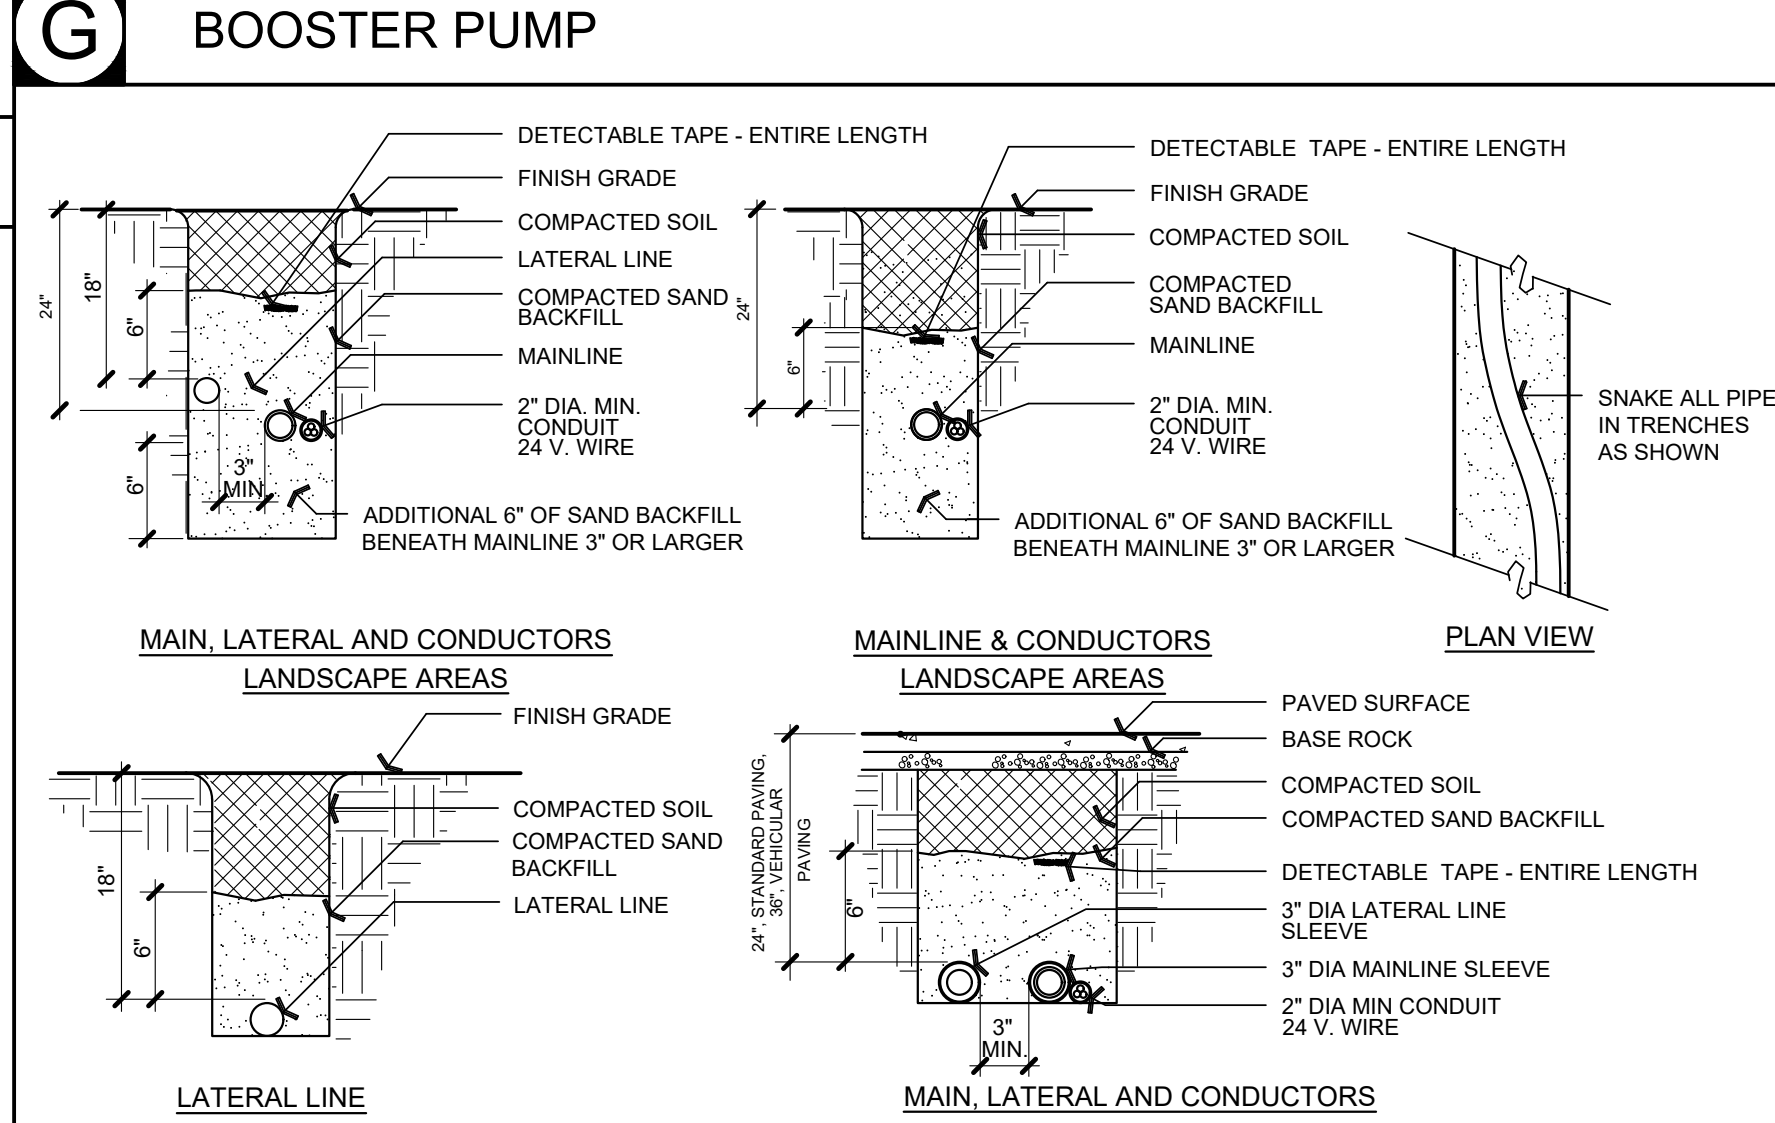 G
BOOSTER PUMP
DETECTABLE TAPE - ENTIRE LENGTH
FINISH GRADE
COMPACTED SOIL
LATERAL LINE
COMPACTED SAND
BACKFILL
MAINLINE
2" DIA. MIN.
CONDUIT
24 V. WIRE
ADDITIONAL 6" OF SAND BACKFILL
BENEATH MAINLINE 3" OR LARGER
24"
18"
6"
6"
3"
MIN.
MAIN, LATERAL AND CONDUCTORS
LANDSCAPE AREAS
DETECTABLE TAPE - ENTIRE LENGTH
FINISH GRADE
COMPACTED SOIL
COMPACTED
SAND BACKFILL
MAINLINE
2" DIA. MIN.
CONDUIT
24 V. WIRE
ADDITIONAL 6" OF SAND BACKFILL
BENEATH MAINLINE 3" OR LARGER
24"
6"
MAINLINE & CONDUCTORS
LANDSCAPE AREAS
SNAKE ALL PIPE
IN TRENCHES
AS SHOWN
PLAN VIEW
FINISH GRADE
COMPACTED SOIL
COMPACTED SAND
BACKFILL
LATERAL LINE
18"
6"
LATERAL LINE
PAVED SURFACE
BASE ROCK
COMPACTED SOIL
COMPACTED SAND BACKFILL
DETECTABLE TAPE - ENTIRE LENGTH
3" DIA LATERAL LINE
SLEEVE
3" DIA MAINLINE SLEEVE
2" DIA MIN CONDUIT
24 V. WIRE
24", STANDARD PAVING,
36", VEHICULAR
PAVING
6"
3"
MIN.
MAIN, LATERAL AND CONDUCTORS